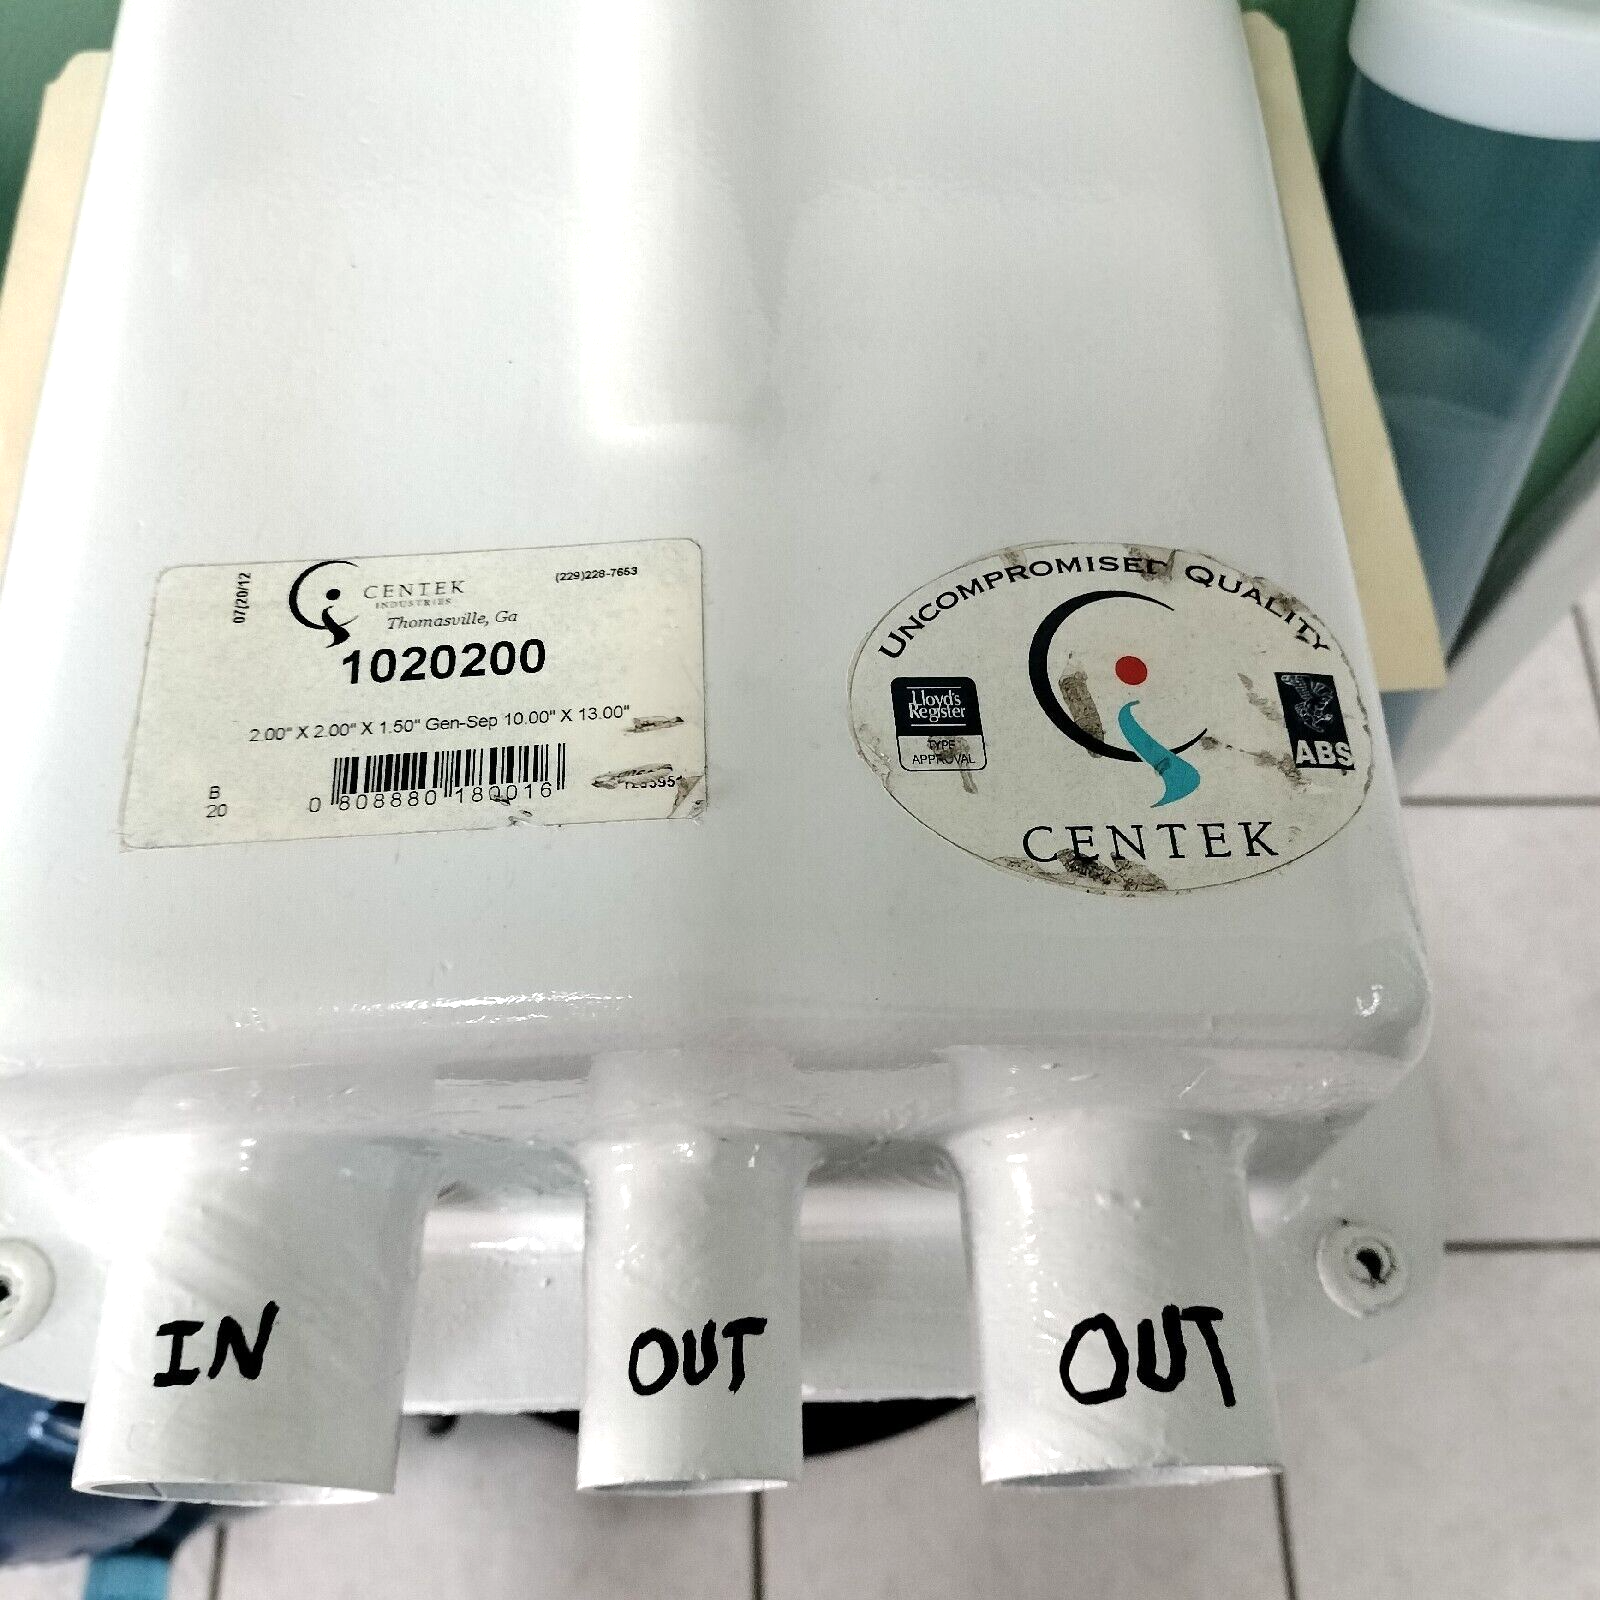 07/20/12
CENTEK
INDUSTRIES
Thomasville, Ga
(229)228-7653
1020200
2.00" X 2.00" X 1.50" Gen-Sep 10.00" X 13.00"
B
20
0 808880 180016
UNCOMPROMISED QUALITY
Lloyd's
Register
TYPE
APPROVAL
ABS
CENTEK
IN
OUT
OUT